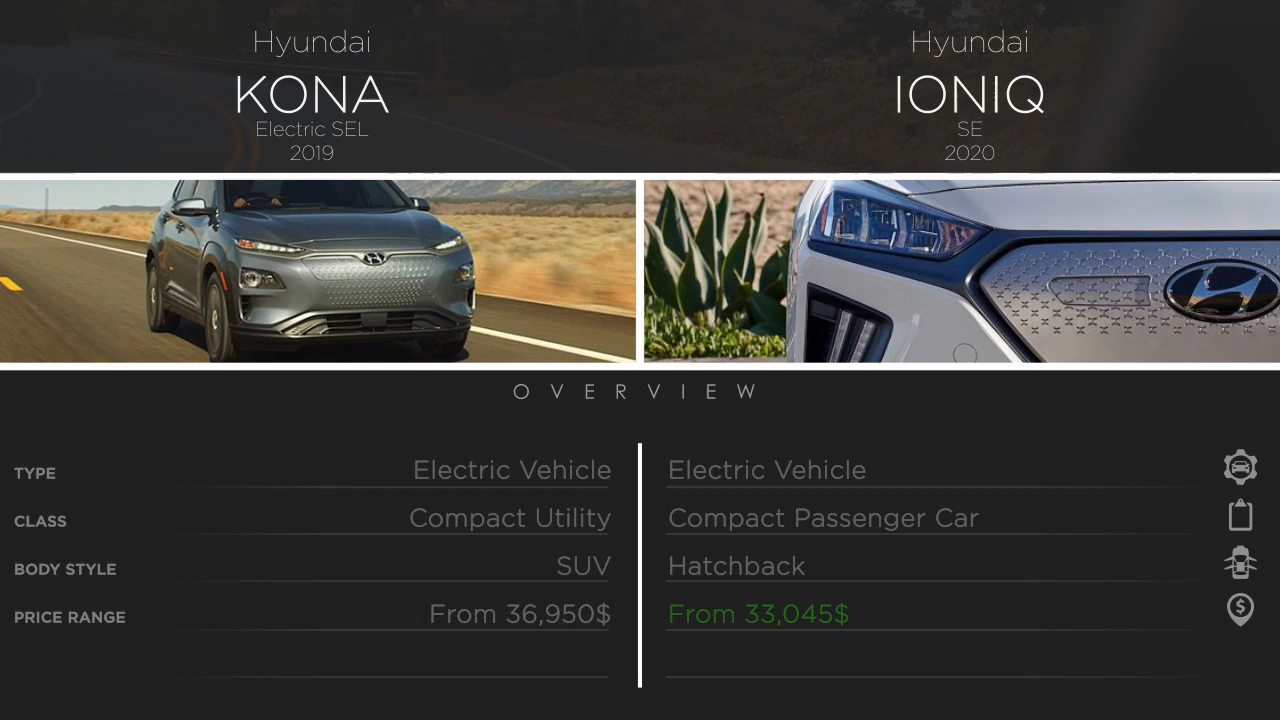 Hyundai
KONA
Electric SEL
2019
Hyundai
IONIQ
SE
2020
OVERVIEW
TYPE Electric Vehicle Electric Vehicle
CLASS Compact Utility Compact Passenger Car
BODY STYLE SUV Hatchback
PRICE RANGE From 36,950$ From 33,045$